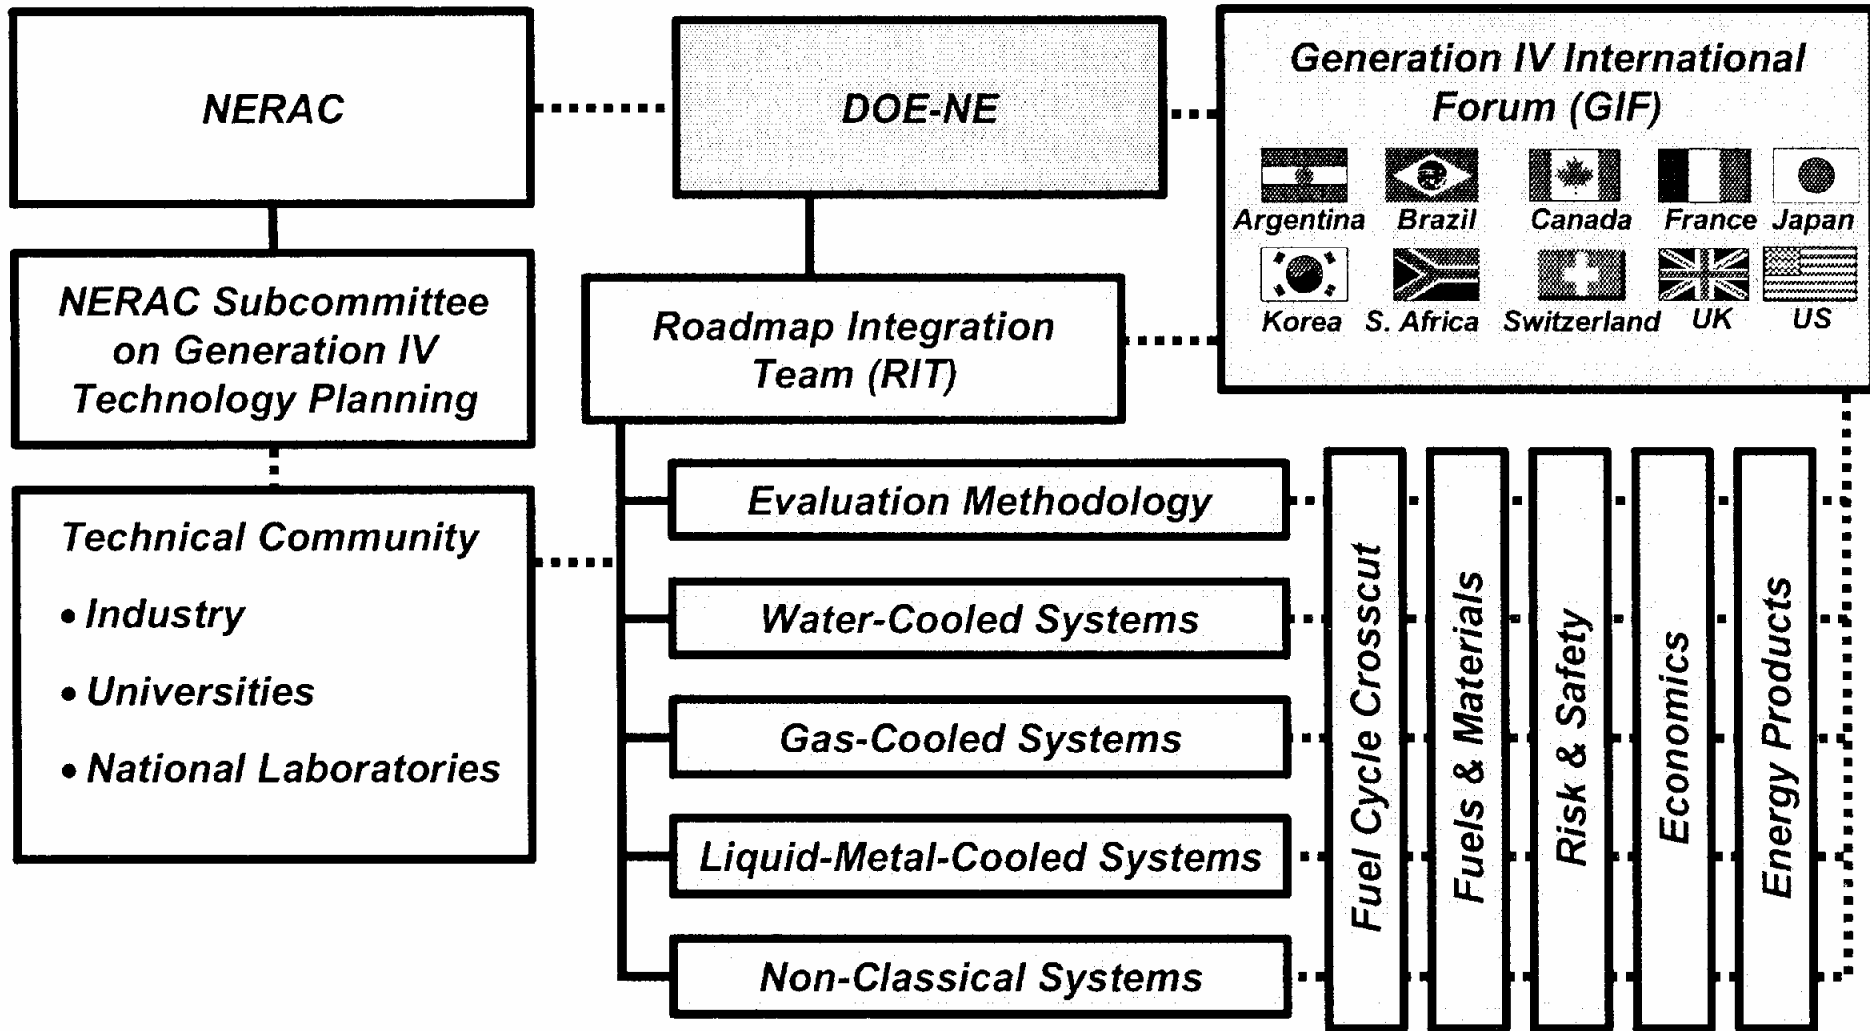 NERAC
DOE-NE
Generation IV International
Forum (GIF)
Argentina Brazil Canada France Japan
Korea S. Africa Switzerland UK US
NERAC Subcommittee
on Generation IV
Technology Planning
Roadmap Integration
Team (RIT)
Technical Community
• Industry
• Universities
• National Laboratories
Evaluation Methodology
Water-Cooled Systems
Gas-Cooled Systems
Liquid-Metal-Cooled Systems
Non-Classical Systems
Fuel Cycle Crosscut
Fuels & Materials
Risk & Safety
Economics
Energy Products